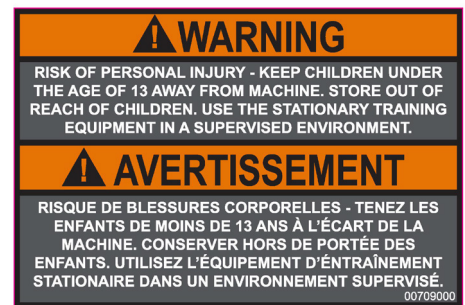 WARNING
RISK OF PERSONAL INJURY - KEEP CHILDREN UNDER
THE AGE OF 13 AWAY FROM MACHINE. STORE OUT OF
REACH OF CHILDREN. USE THE STATIONARY TRAINING
EQUIPMENT IN A SUPERVISED ENVIRONMENT.
AVERTISSEMENT
RISQUE DE BLESSURES CORPORELLES - TENEZ LES
ENFANTS DE MOINS DE 13 ANS À L'ÉCART DE LA
MACHINE. CONSERVER HORS DE PORTÉE DES
ENFANTS. UTILISEZ L'ÉQUIPEMENT D'ÉNTRAÎNEMENT
STATIONAIRE DANS UN ENVIRONNEMENT SUPERVISÉ.
00709000